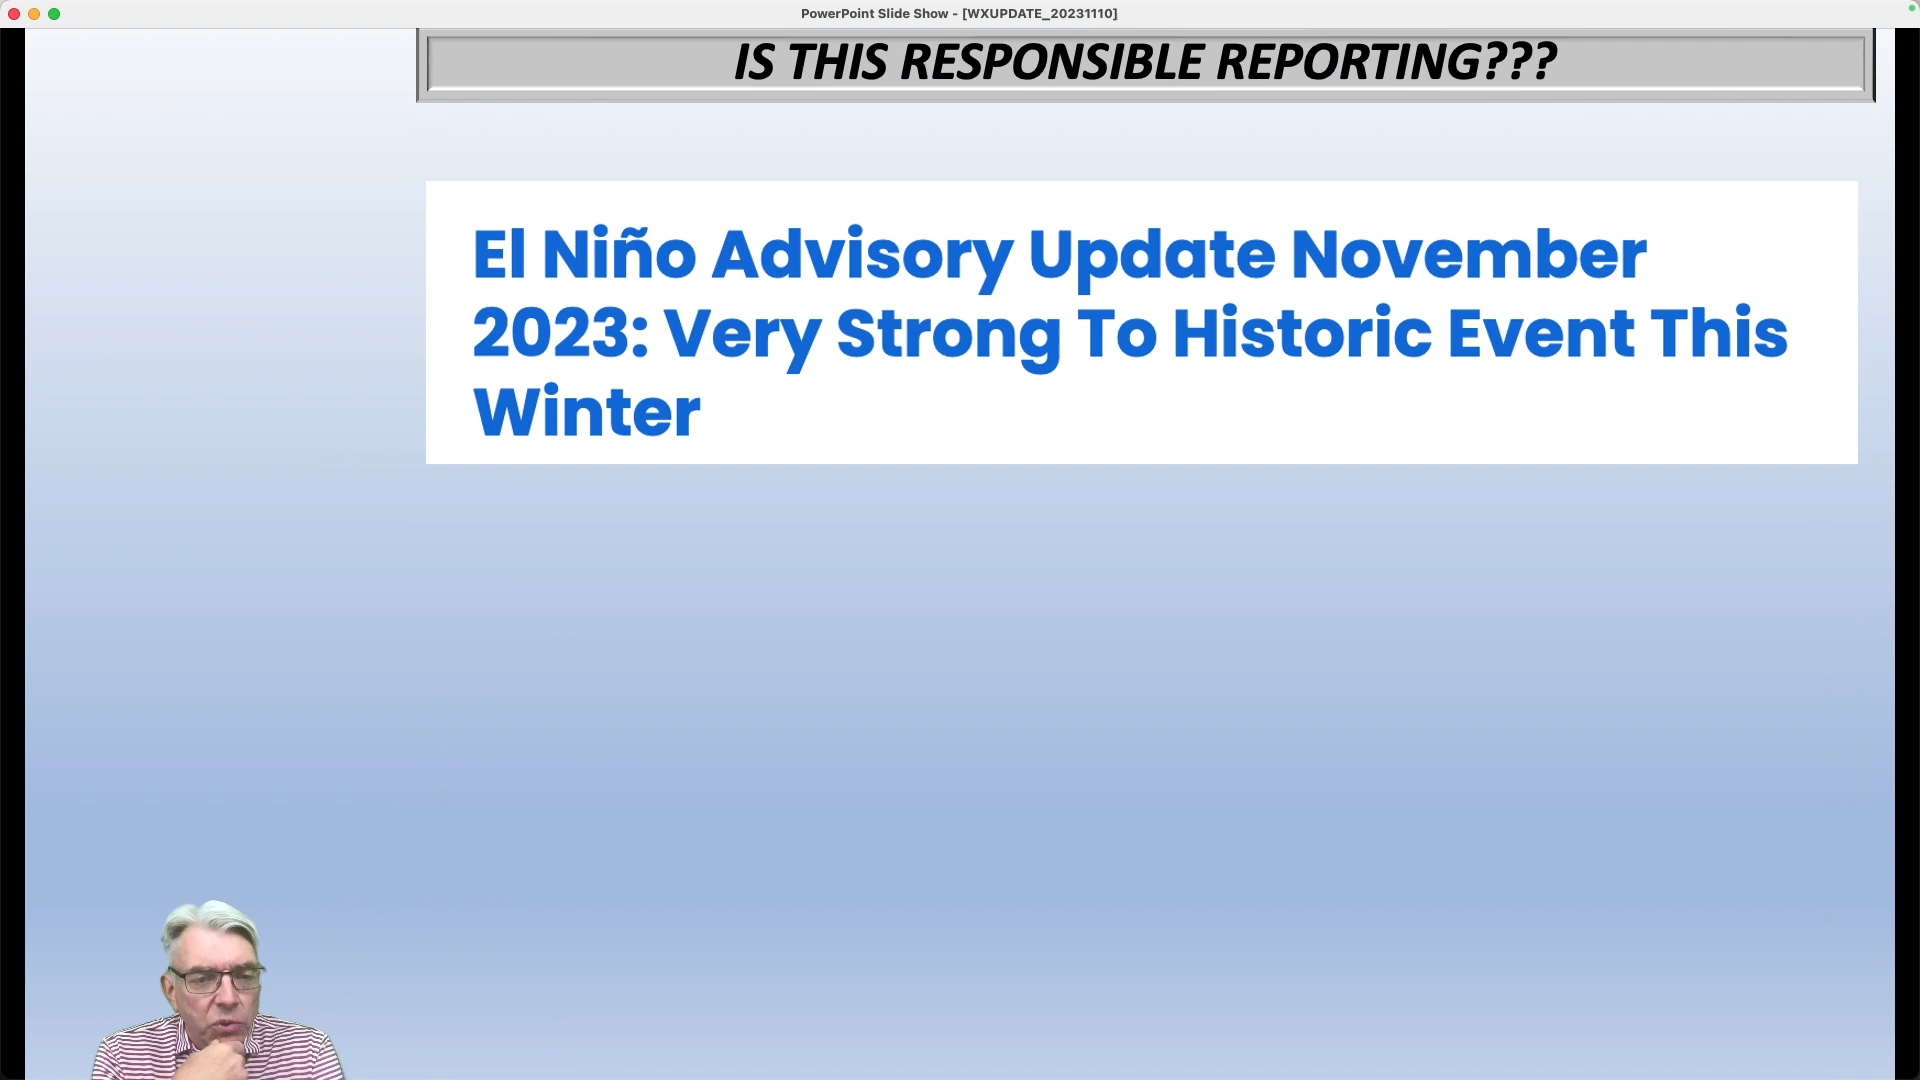 PowerPoint Slide Show - [WXUPDATE_20231110]
IS THIS RESPONSIBLE REPORTING???
El Niño Advisory Update November
2023: Very Strong To Historic Event This
Winter